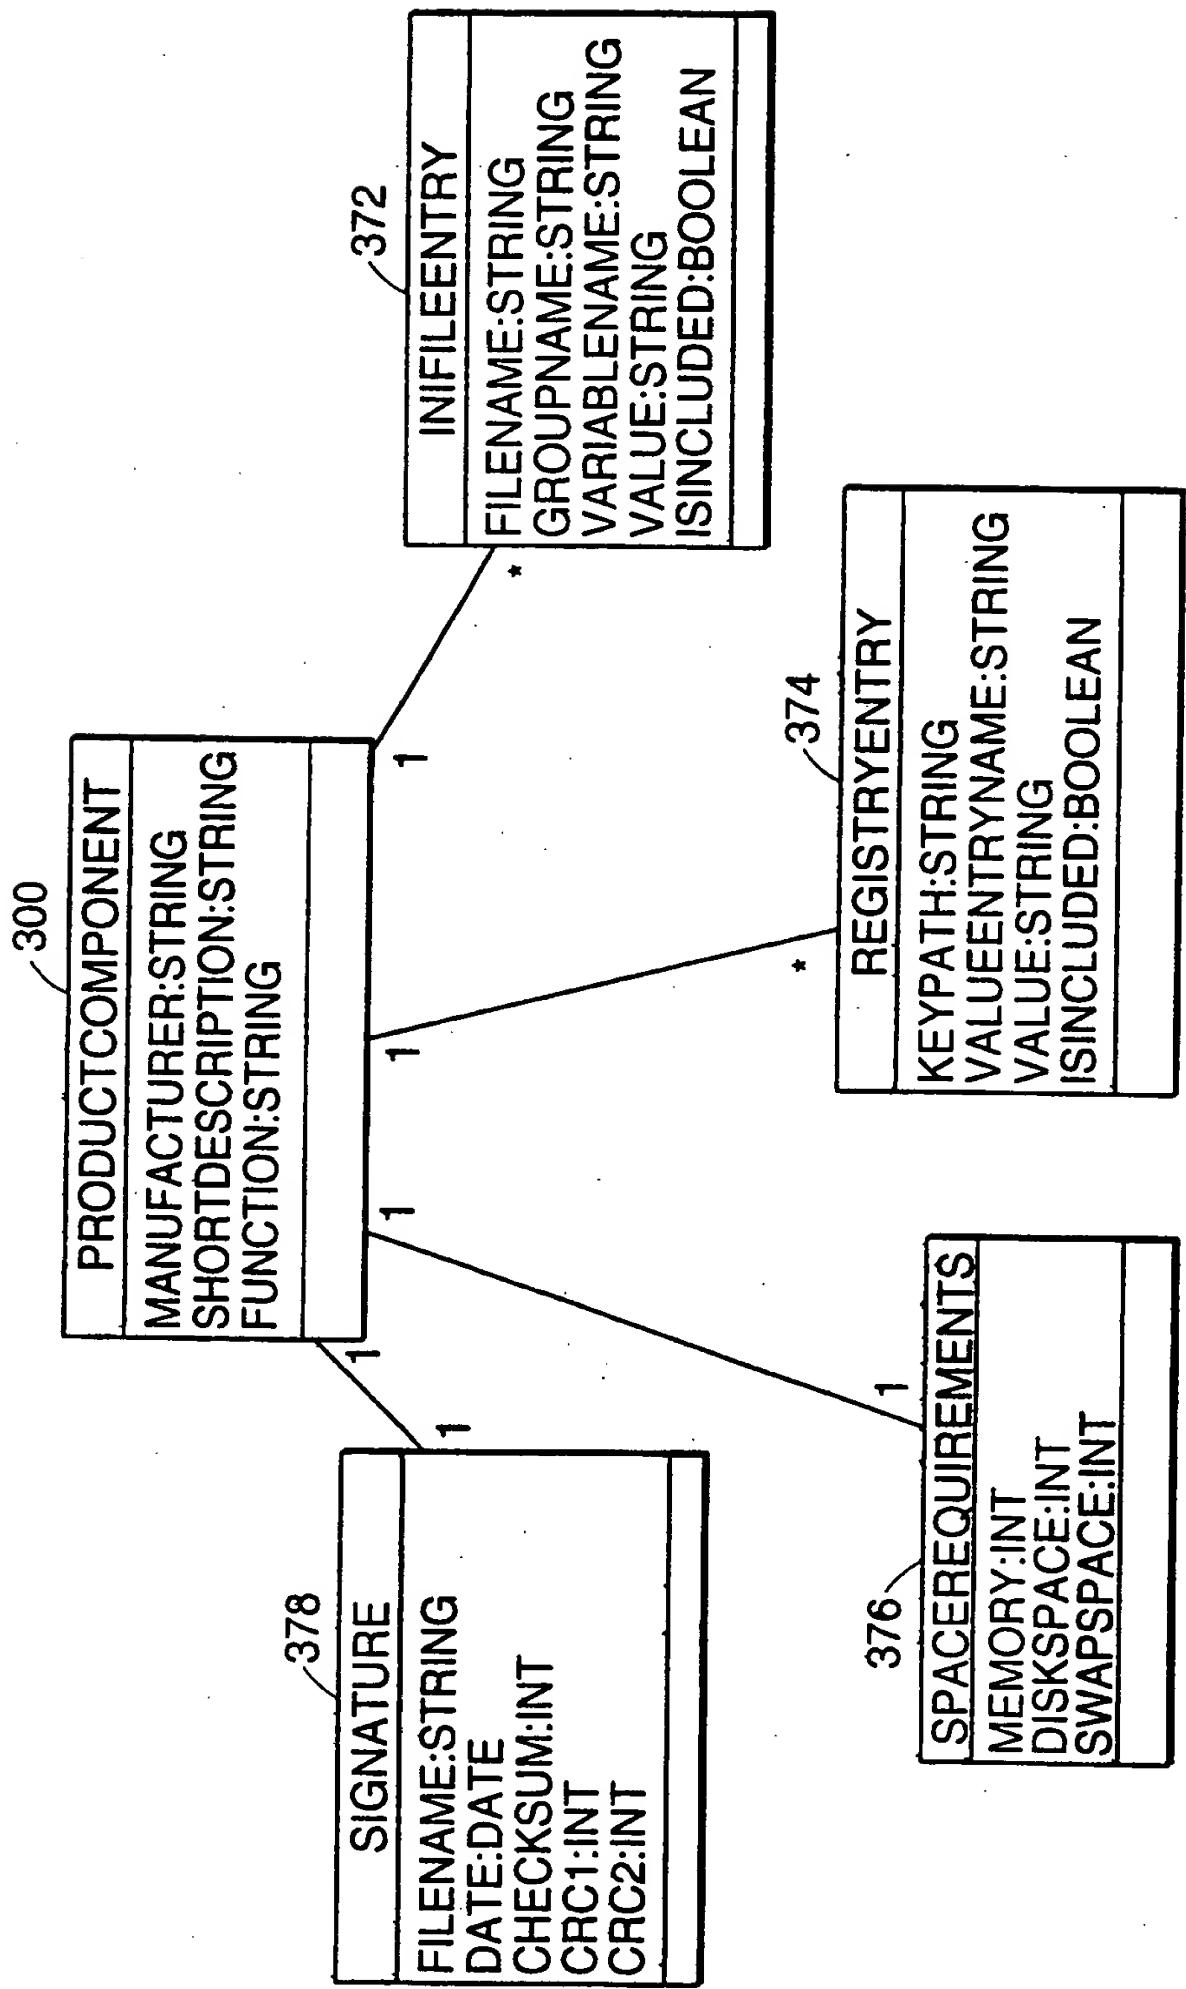 300
PRODUCTCOMPONENT
MANUFACTURER:STRING
SHORTDESCRIPTION:STRING
FUNCTION:STRING
1
1
1
1
1
1
*
*
378
SIGNATURE
FILENAME:STRING
DATE:DATE
CHECKSUM:INT
CRC1:INT
CRC2:INT
372
INIFILEENTRY
FILENAME:STRING
GROUPNAME:STRING
VARIABLENAME:STRING
VALUE:STRING
ISINCLUDED:BOOLEAN
376
SPACEREQUIREMENTS
MEMORY:INT
DISKSPACE:INT
SWAPSPACE:INT
374
REGISTRYENTRY
KEYPATH:STRING
VALUEENTRYNAME:STRING
VALUE:STRING
ISINCLUDED:BOOLEAN